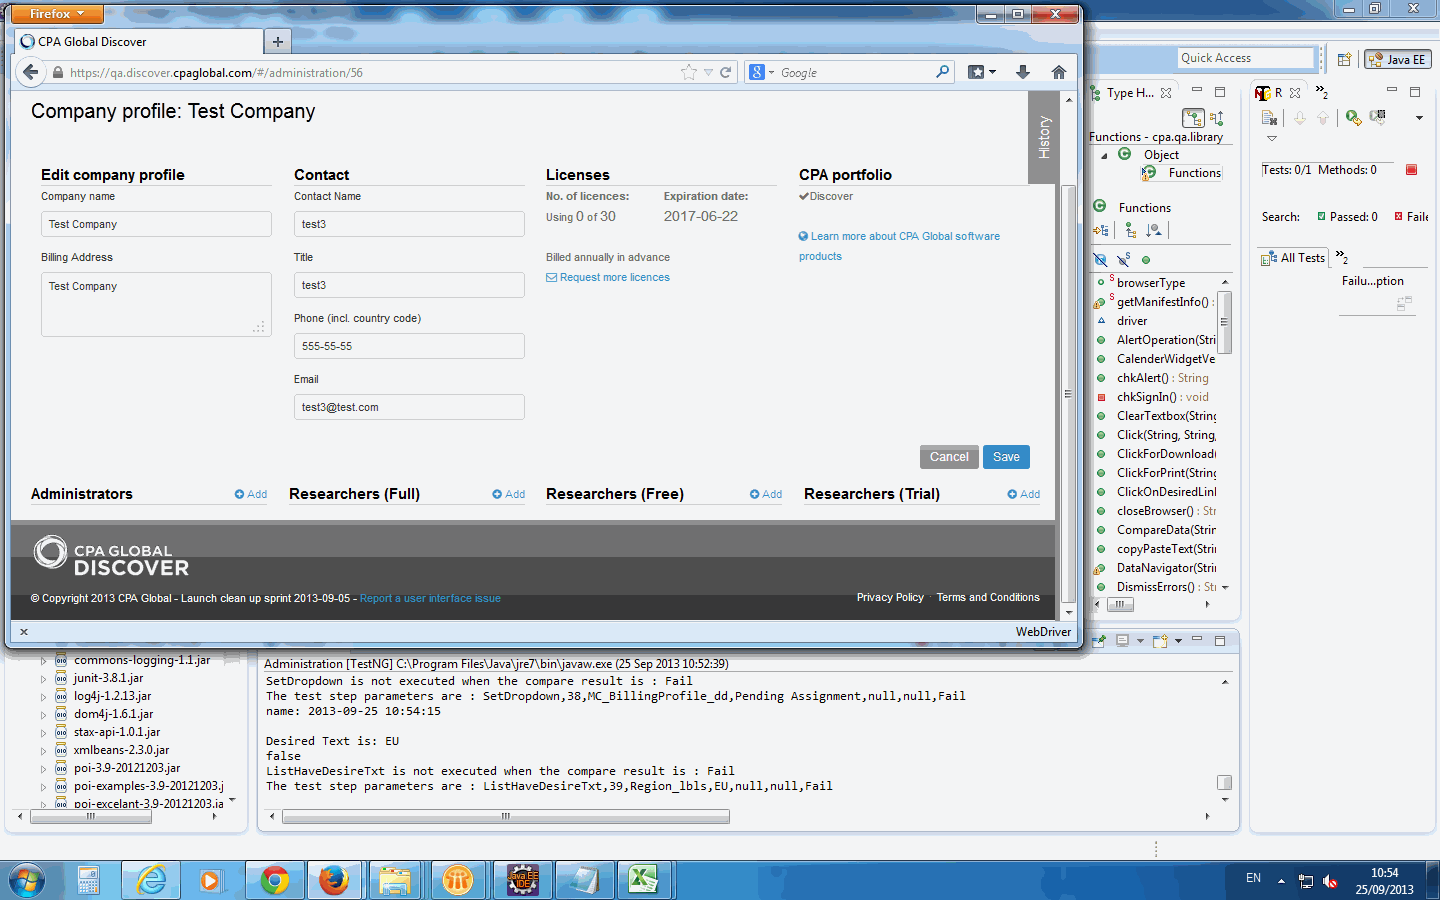 Firefox
CPA Global Discover
https://qa.discover.cpaglobal.com/#/administration/56
Google
Company profile: Test Company
History
Edit company profile
Company name
Test Company
Billing Address
Test Company
Contact
Contact Name
test3
Title
test3
Phone (incl. country code)
555-55-55
Email
test3@test.com
Licenses
No. of licences:
Expiration date:
Using 0 of 30
2017-06-22
Billed annually in advance
Request more licences
CPA portfolio
Discover
Learn more about CPA Global software
products
Cancel
Save
Administrators
Add
Researchers (Full)
Add
Researchers (Free)
Add
Researchers (Trial)
Add
CPA GLOBAL
DISCOVER
© Copyright 2013 CPA Global - Launch clean up sprint 2013-09-05 - Report a user interface issue
Privacy Policy · Terms and Conditions
WebDriver
Quick Access
Java EE
Type H...
Functions - cpa.qa.library
Object
Functions
Functions
browserType
getManifestInfo() :
driver
AlertOperation(Stri
CalenderWidgetVe
chkAlert() : String
chkSignIn() : void
ClearTextbox(String
Click(String, String,
ClickForDownload(
ClickForPrint(String
ClickOnDesiredLinl
closeBrowser() : Str
CompareData(Strin
copyPasteText(Stri
DataNavigator(Strin
DismissErrors() : St
R
2
Tests: 0/1 Methods: 0
Search:
Passed: 0
Faile
All Tests
2
Failu...ption
commons-logging-1.1.jar
junit-3.8.1.jar
log4j-1.2.13.jar
dom4j-1.6.1.jar
stax-api-1.0.1.jar
xmlbeans-2.3.0.jar
poi-3.9-20121203.jar
poi-examples-3.9-20121203.j
poi-excelant-3.9-20121203.ja
Administration [TestNG] C:\Program Files\Java\jre7\bin\javaw.exe (25 Sep 2013 10:52:39)
SetDropdown is not executed when the compare result is : Fail
The test step parameters are : SetDropdown,38,MC_BillingProfile_dd,Pending Assignment,null,null,Fail
name: 2013-09-25 10:54:15
Desired Text is: EU
false
ListHaveDesireTxt is not executed when the compare result is : Fail
The test step parameters are : ListHaveDesireTxt,39,Region_lbls,EU,null,null,Fail
Java EE
IDE
EN
10:54
25/09/2013